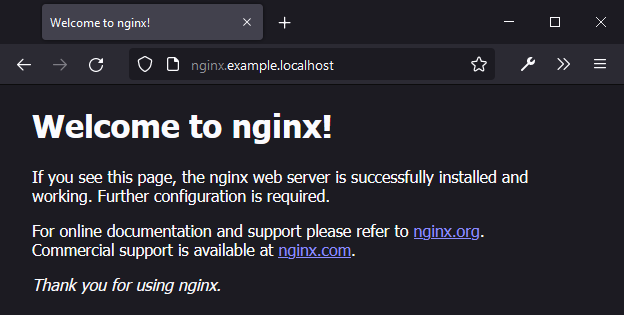 Welcome to nginx!
nginx.example.localhost
Welcome to nginx!
If you see this page, the nginx web server is successfully installed and
working. Further configuration is required.
For online documentation and support please refer to nginx.org.
Commercial support is available at nginx.com.
Thank you for using nginx.